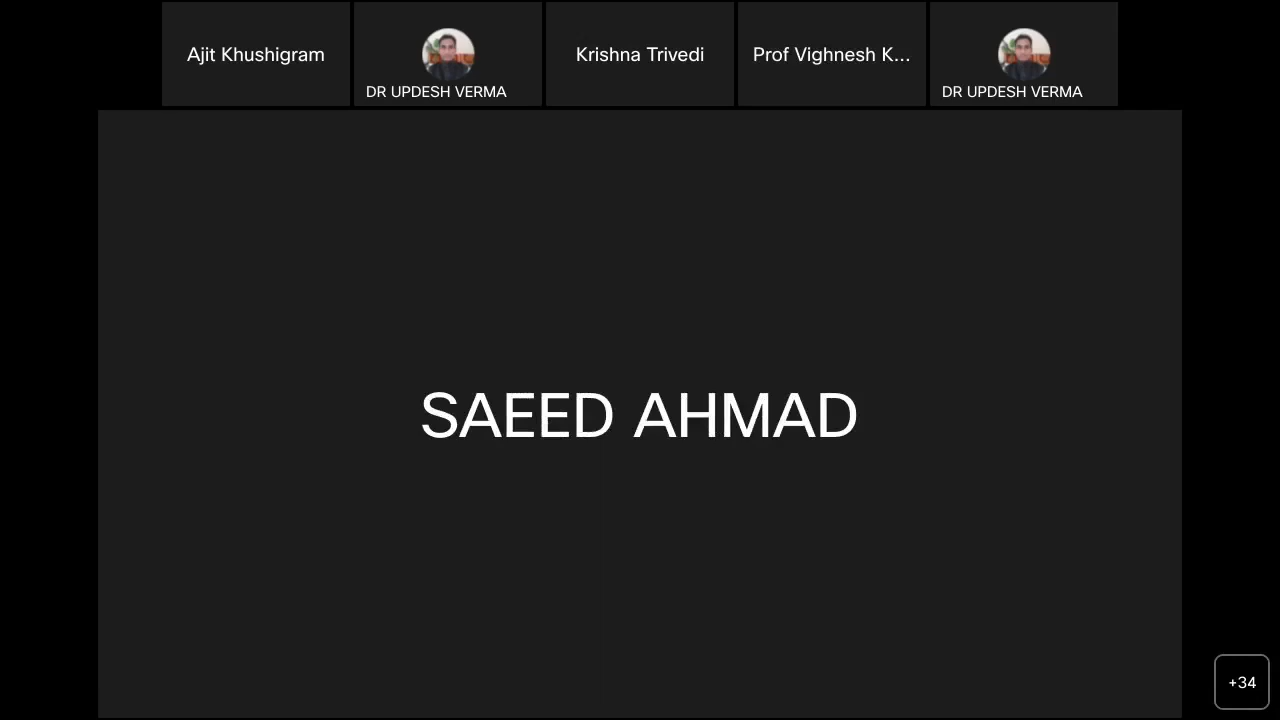 Ajit Khushigram
DR UPDESH VERMA
Krishna Trivedi
Prof Vighnesh K...
DR UPDESH VERMA
SAEED AHMAD
+34